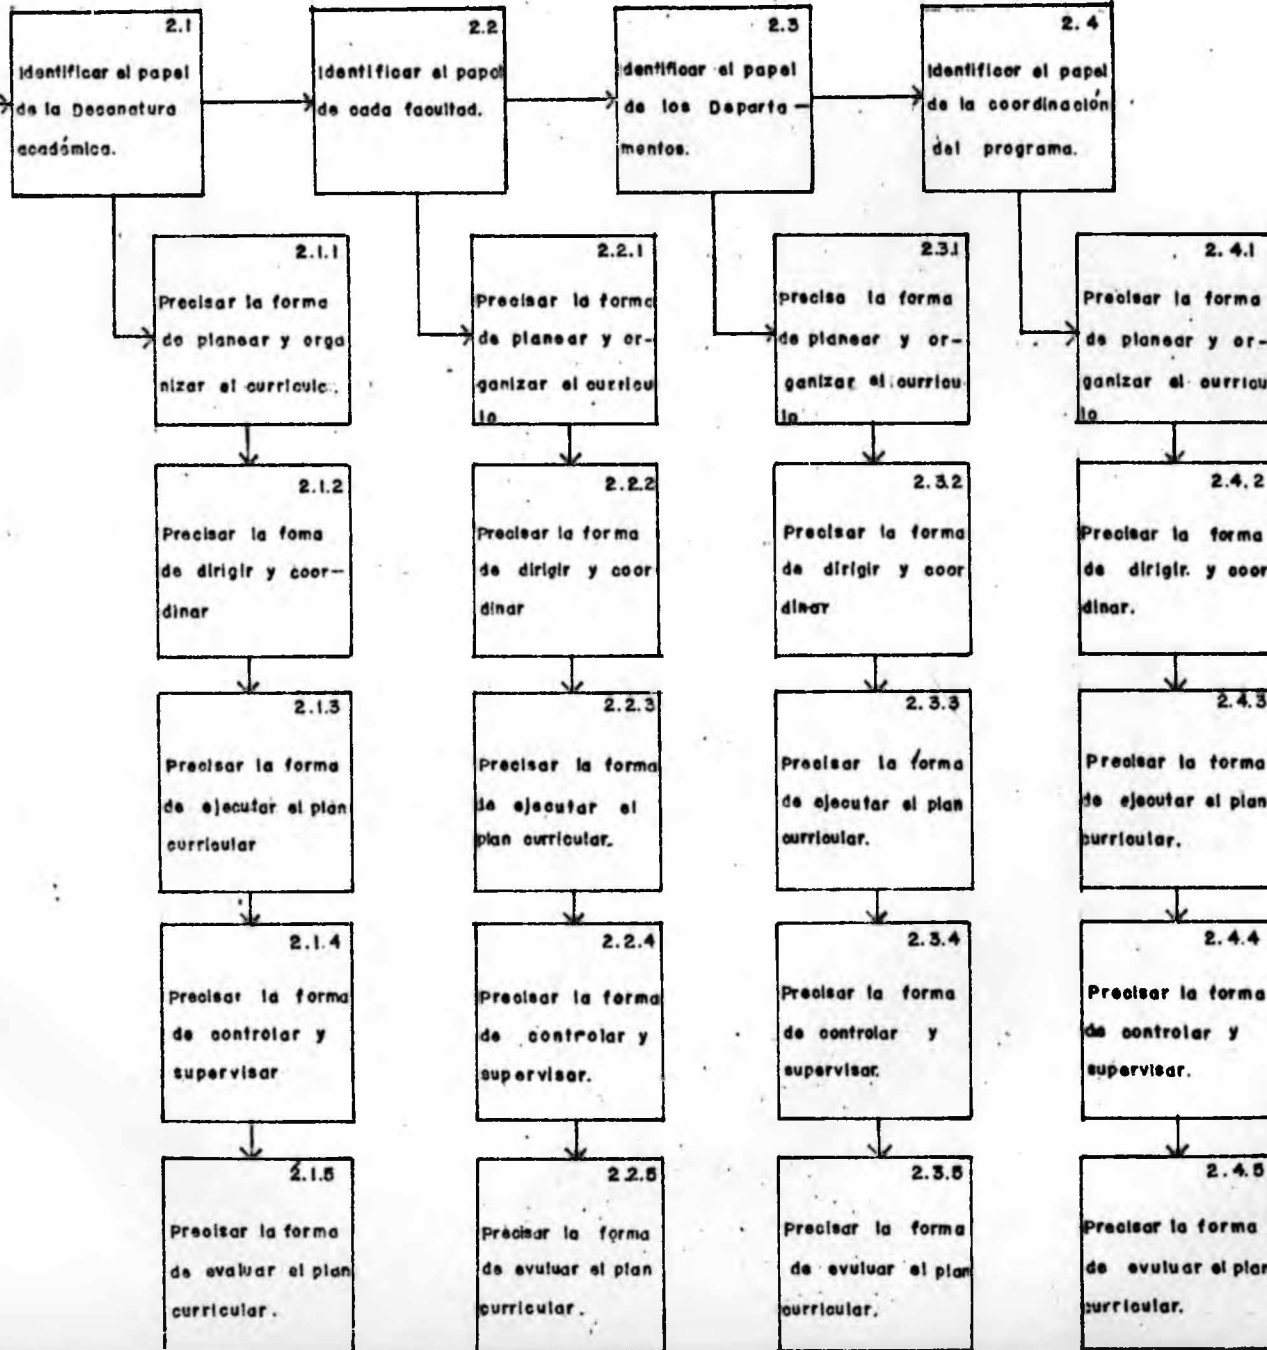 2.1
Identificar el papel
de la Decanatura
académica.
2.2
Identificar el papel
de cada facultad.
2.3
Identificar el papel
de los Departa-
mentos.
2.4
Identificar el papel
de la coordinación
del programa.
2.1.1
Precisar la forma
de planear y orga
nizar el curriculo.
2.2.1
Precisar la forma
de planear y or-
ganizar el curricu
lo
2.3.1
precisa la forma
de planear y or-
ganizar el curricu
lo
2.4.1
Precisar la forma
de planear y or-
ganizar el curricu
lo
2.1.2
Precisar la foma
de dirigir y coor-
dinar
2.2.2
Precisar la forma
de dirigir y coor
dinar
2.3.2
Precisar la forma
de dirigir y coor
dinar
2.4.2
Precisar la forma
de dirigir. y coor
dinar.
2.1.3
Precisar la forma
de ejecutar el plan
curricular
2.2.3
Precisar la forma
de ejecutar el
plan curricular.
2.3.3
Precisar la forma
de ejecutar el plan
curricular.
2.4.3
Precisar la forma
de ejecutar el plan
curricular.
2.1.4
Precisar la forma
de controlar y
supervisar
2.2.4
Precisar la forma
de controlar y
supervisar.
2.3.4
Precisar la forma
de controlar y
supervisar.
2.4.4
Precisar la forma
de controlar y
supervisar.
2.1.5
Precisar la forma
de evaluar el plan
curricular.
2.2.5
Precisar la forma
de evuluar el plan
curricular.
2.3.5
Precisar la forma
de evuluar el plan
curricular.
2.4.5
Precisar la forma
de evuluar el plan
curricular.